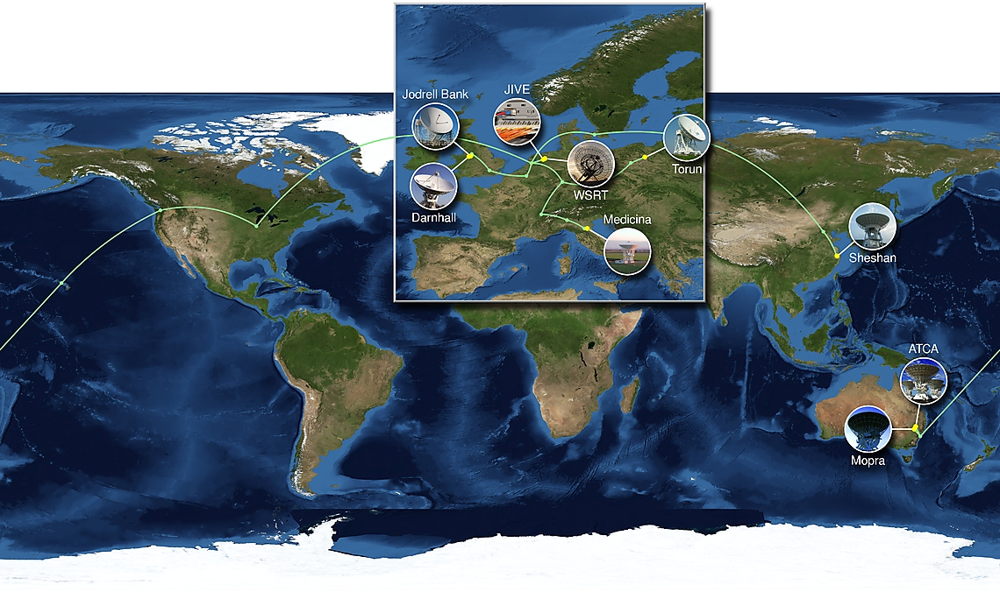 Jodrell Bank
JIVE
Torun
Darnhall
WSRT
Medicina
Sheshan
ATCA
Mopra